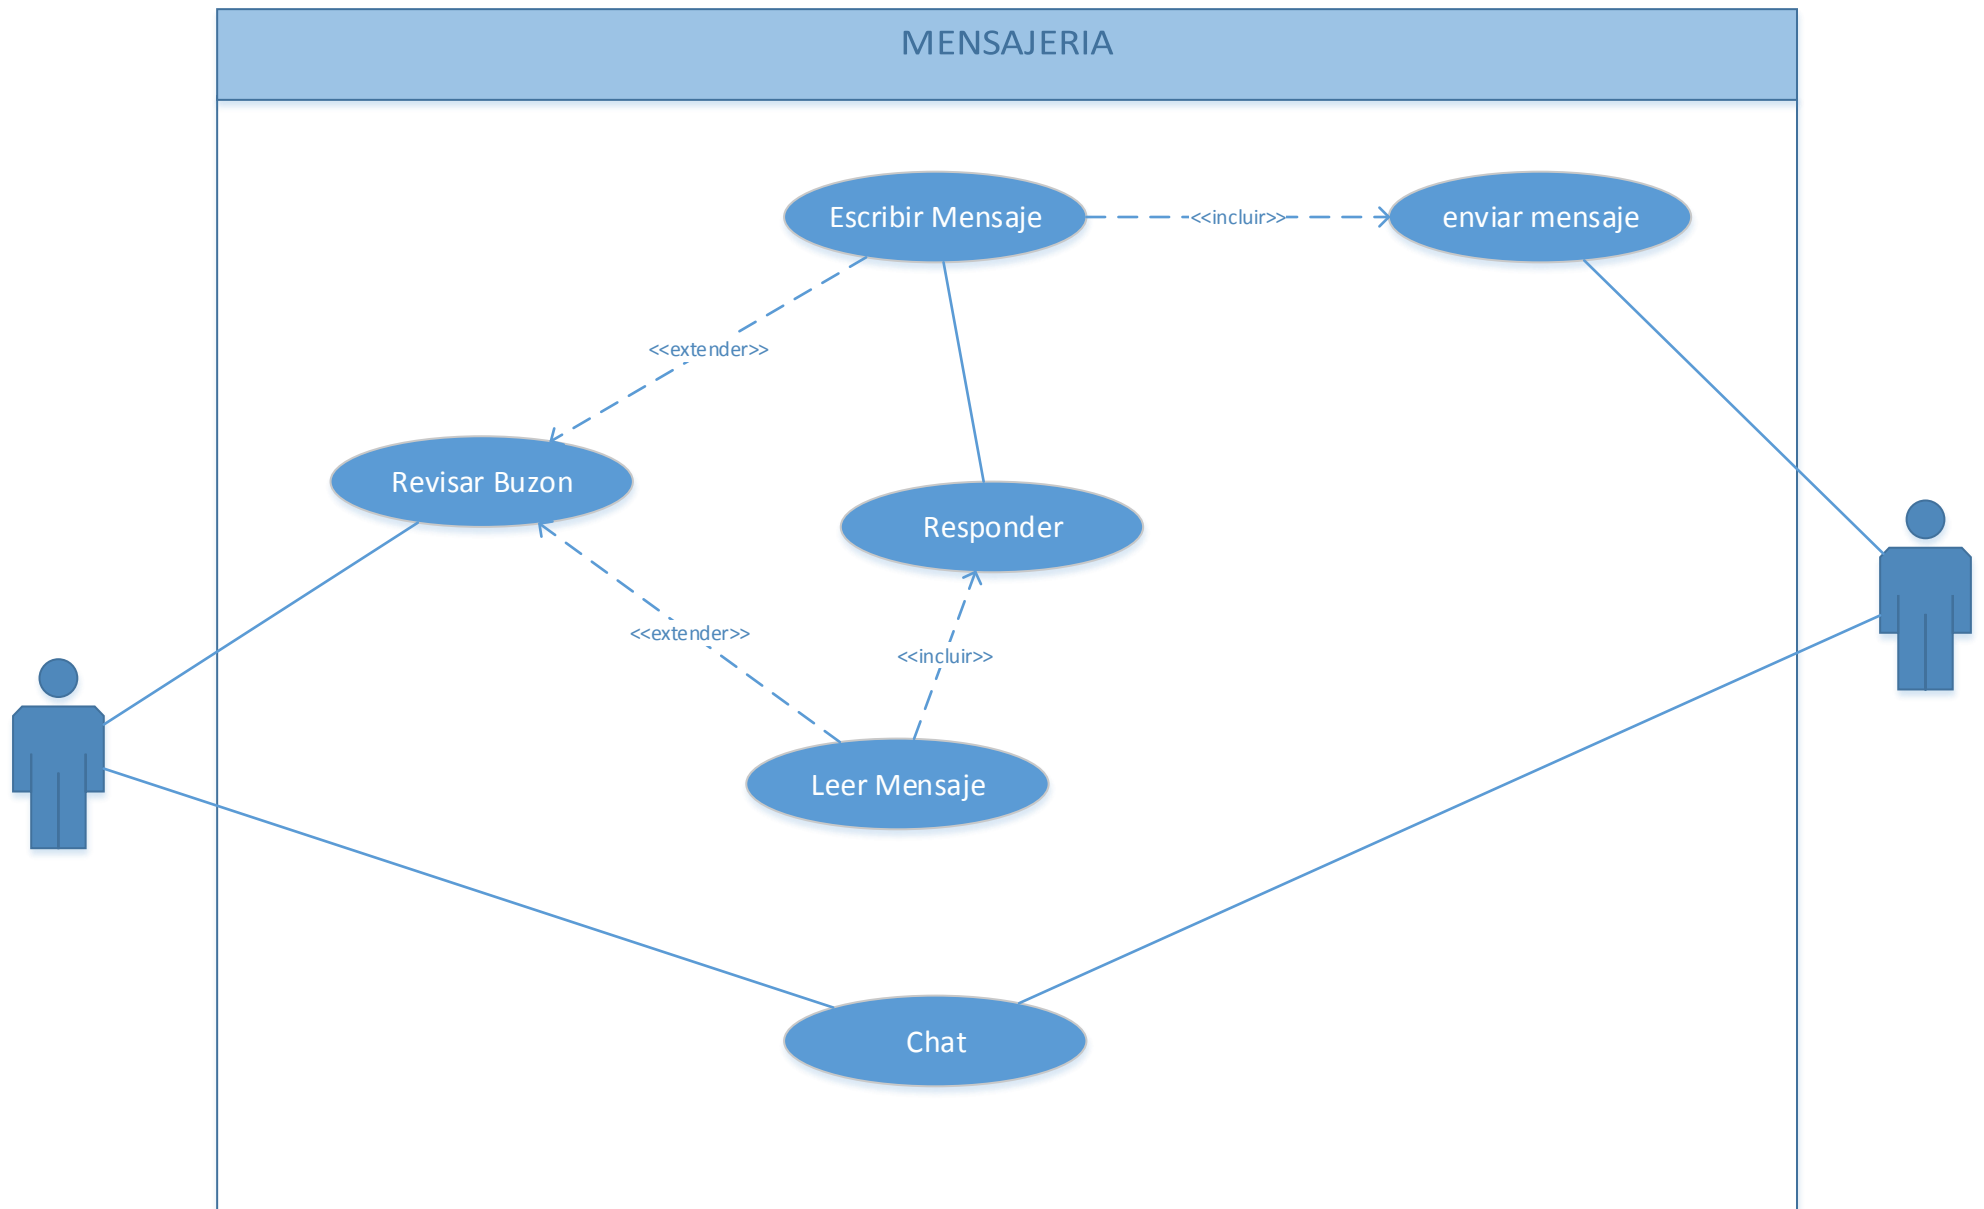 MENSAJERIA
Escribir Mensaje
<<incluir>>
enviar mensaje
<<extender>>
Revisar Buzon
Responder
<<extender>>
<<incluir>>
Leer Mensaje
Chat